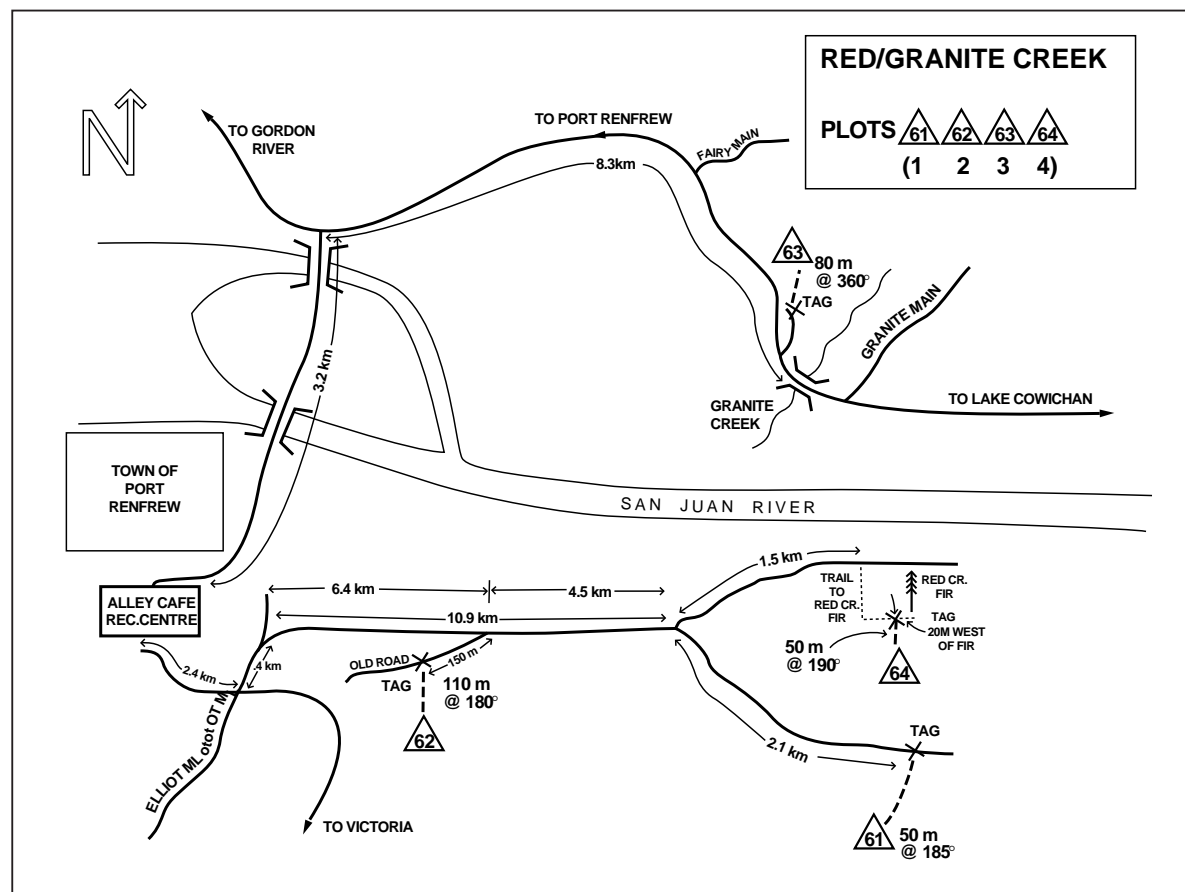 RED/GRANITE CREEK
PLOTS 61 62 63 64
(1 2 3 4)
N
TO GORDON
RIVER
TO PORT RENFREW
FAIRY MAIN
8.3km
63
80 m
@ 360°
TAG
GRANITE MAIN
3.2 km
GRANITE
CREEK
TO LAKE COWICHAN
TOWN OF
PORT
RENFREW
SAN JUAN RIVER
ALLEY CAFE
REC.CENTRE
6.4 km
4.5 km
10.9 km
1.5 km
TRAIL
TO
RED CR.
FIR
RED CR.
FIR
TAG
20M WEST
OF FIR
50 m
@ 190°
64
2.4 km
.4 km
OLD ROAD
150 m
TAG
110 m
@ 180°
62
ELLIOT ML otot OT M
2.1 km
TAG
TO VICTORIA
61
50 m
@ 185°